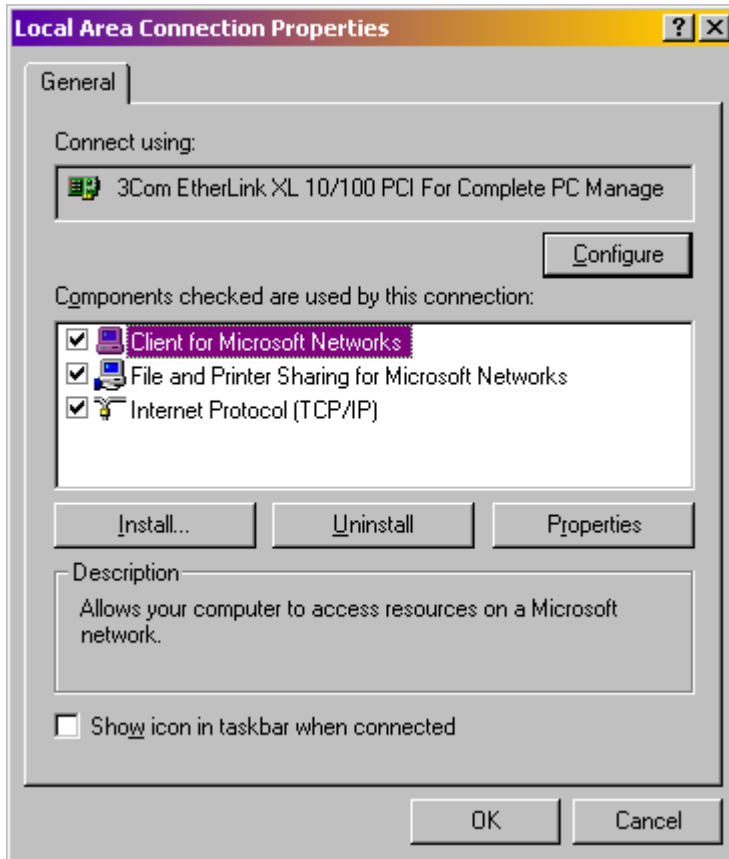 Local Area Connection Properties
General
Connect using:
3Com EtherLink XL 10/100 PCI For Complete PC Manage
Configure
Components checked are used by this connection:
Client for Microsoft Networks
File and Printer Sharing for Microsoft Networks
Internet Protocol (TCP/IP)
Install...
Uninstall
Properties
Description
Allows your computer to access resources on a Microsoft
network.
Show icon in taskbar when connected
OK
Cancel